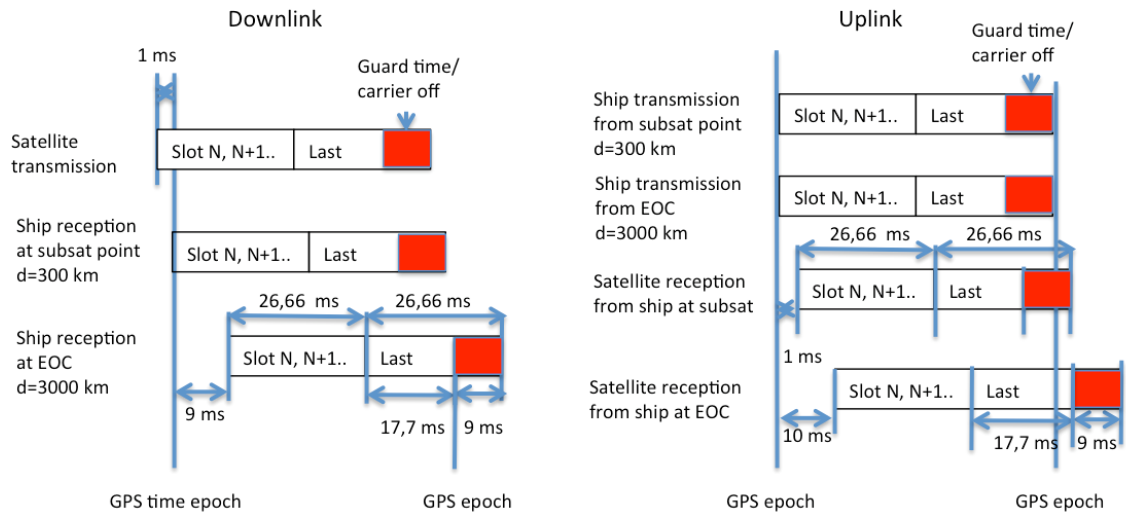 Downlink
1 ms
Guard time/
carrier off
Satellite
transmission
Slot N, N+1..
Last
Ship reception
at subsat point
d=300 km
Slot N, N+1..
Last
26,66 ms
26,66 ms
Ship reception
at EOC
d=3000 km
Slot N, N+1..
Last
9 ms
17,7 ms
9 ms
GPS time epoch
GPS epoch
Uplink
Guard time/
carrier off
Ship transmission
from subsat point
d=300 km
Slot N, N+1..
Last
Ship transmission
from EOC
d=3000 km
Slot N, N+1..
Last
26,66 ms
26,66 ms
Satellite reception
from ship at subsat
Slot N, N+1..
Last
1 ms
Satellite reception
from ship at EOC
Slot N, N+1..
Last
10 ms
17,7 ms
9 ms
GPS epoch
GPS epoch